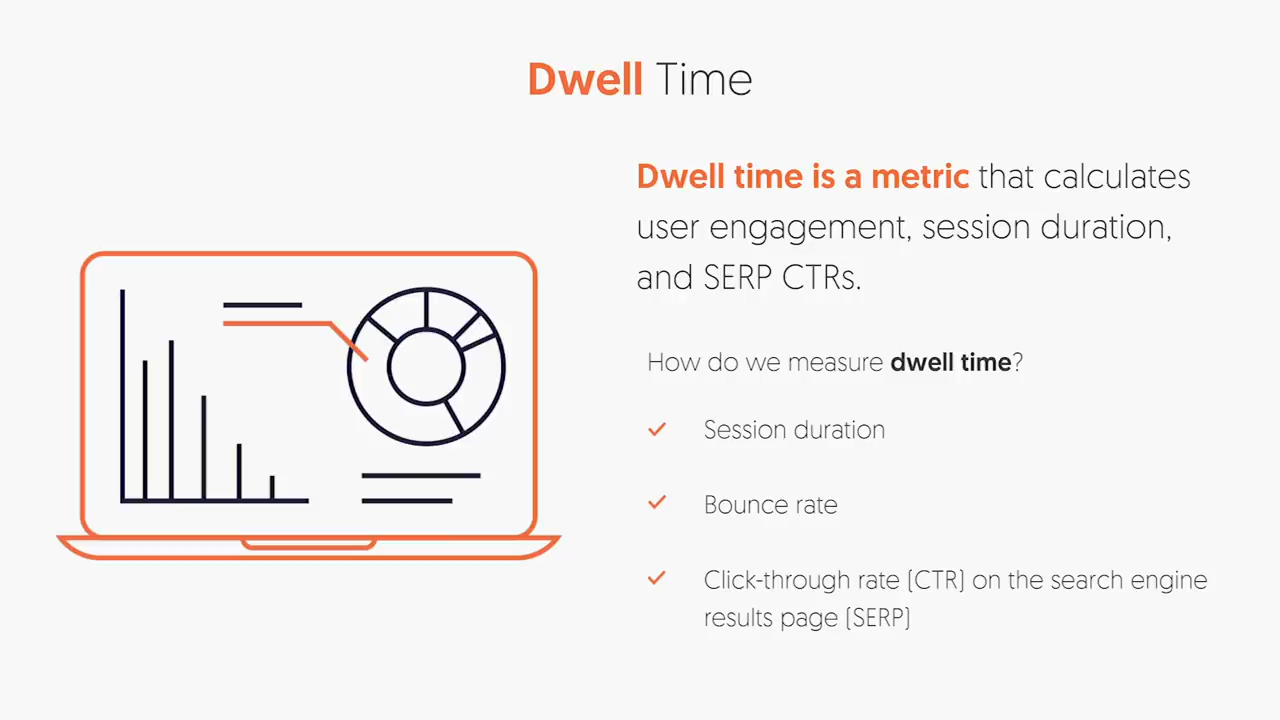 Dwell Time
Dwell time is a metric that calculates
user engagement, session duration,
and SERP CTRs.
How do we measure dwell time?
Session duration
Bounce rate
Click-through rate (CTR) on the search engine
results page (SERP)